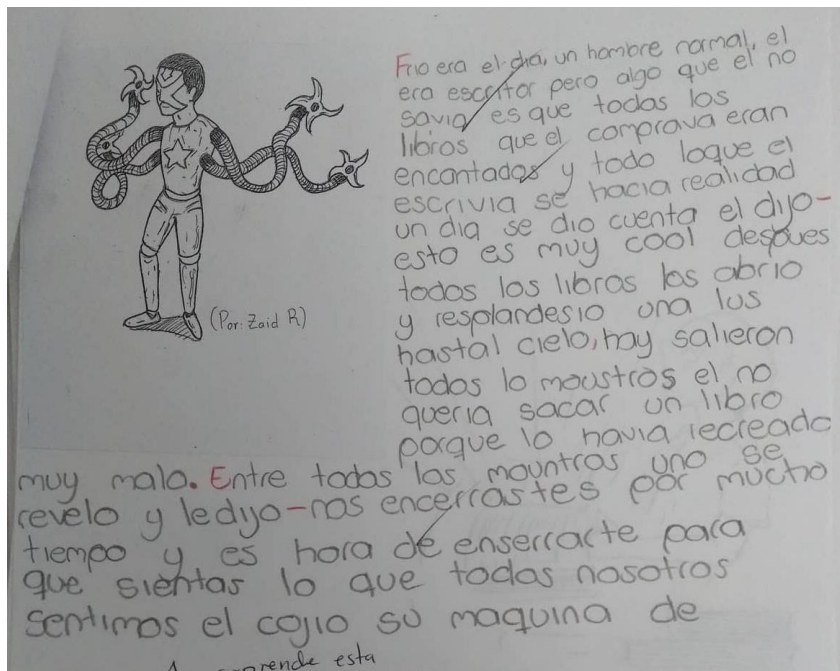 (Por: Zaid R)
Frio era el dia, un hombre normal, el
era escritor pero algo que el no
savia es que todos los
libros que el comprava eran
encantados y todo loque el
escrivia se hacia realidad
un dia se dio cuenta el dijo-
esto es muy cool despues
todos los libros los abrio
y resplandesio una lus
hastal cielo, hay salieron
todos lo moustros el no
queria sacar un libro
porque lo havia recreado
muy malo. Entre todos los mountros uno se
revelo y ledijo-nos encerrastes por mucho
tiempo y es hora de enserrarte para
que sientas lo que todos nosotros
sentimos el cojio su maquina de
esta